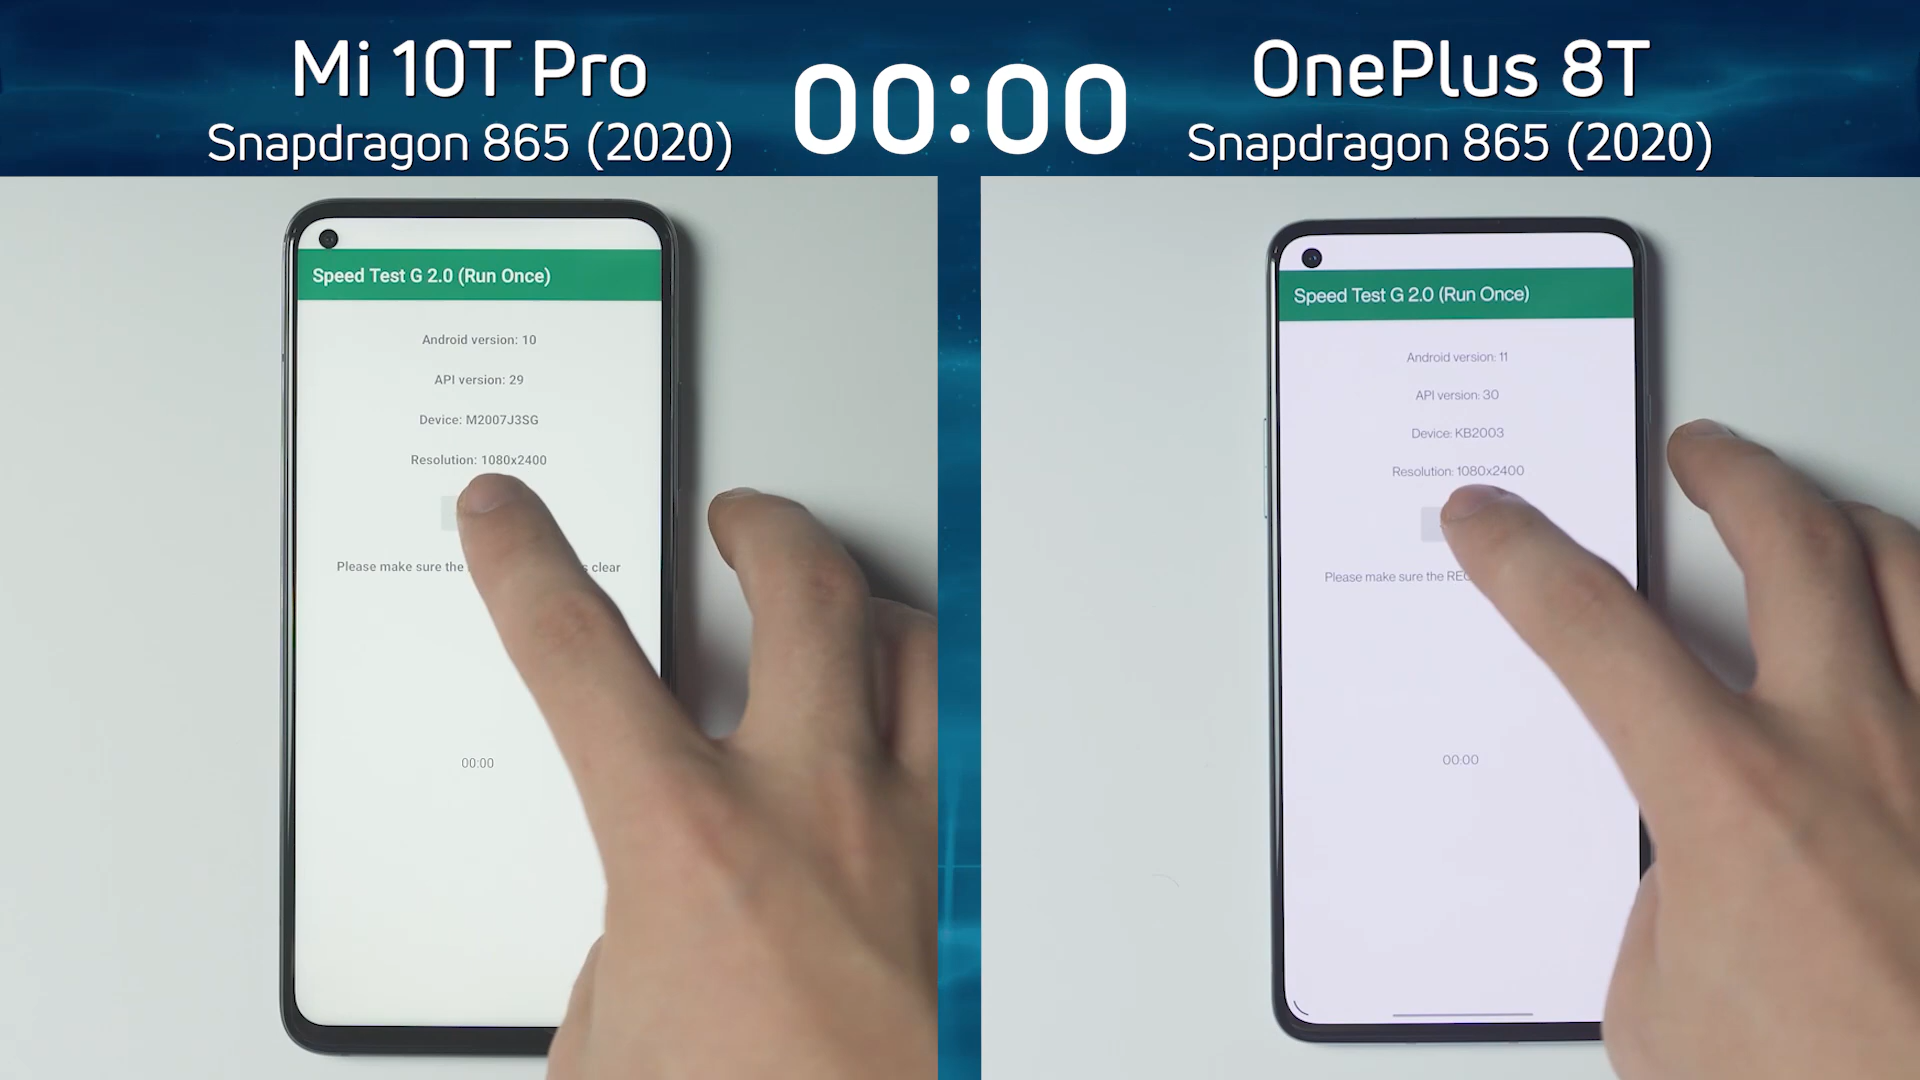 Mi 10T Pro
Snapdragon 865 (2020)
00:00
OnePlus 8T
Snapdragon 865 (2020)
Speed Test G 2.0 (Run Once)
Android version: 10
API version: 29
Device: M2007J3SG
Resolution: 1080x2400
Please make sure the
clear
00:00
Speed Test G 2.0 (Run Once)
Android version: 11
API version: 30
Device: KB2003
Resolution: 1080x2400
Please make sure the
00:00